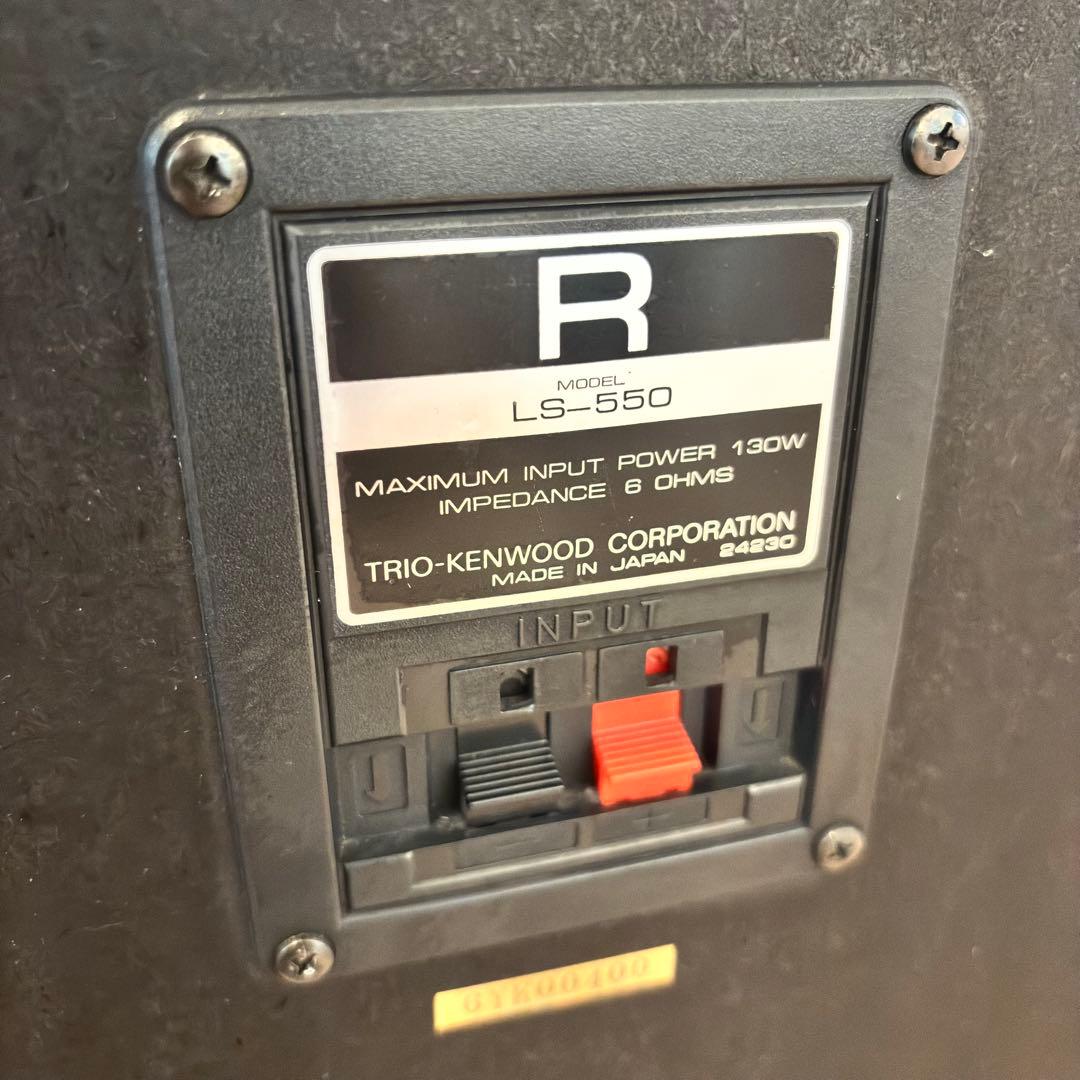 R
MODEL
LS-550
MAXIMUM INPUT POWER 130W
IMPEDANCE 6 OHMS
TRIO-KENWOOD CORPORATION
MADE IN JAPAN 24230
INPUT
- +